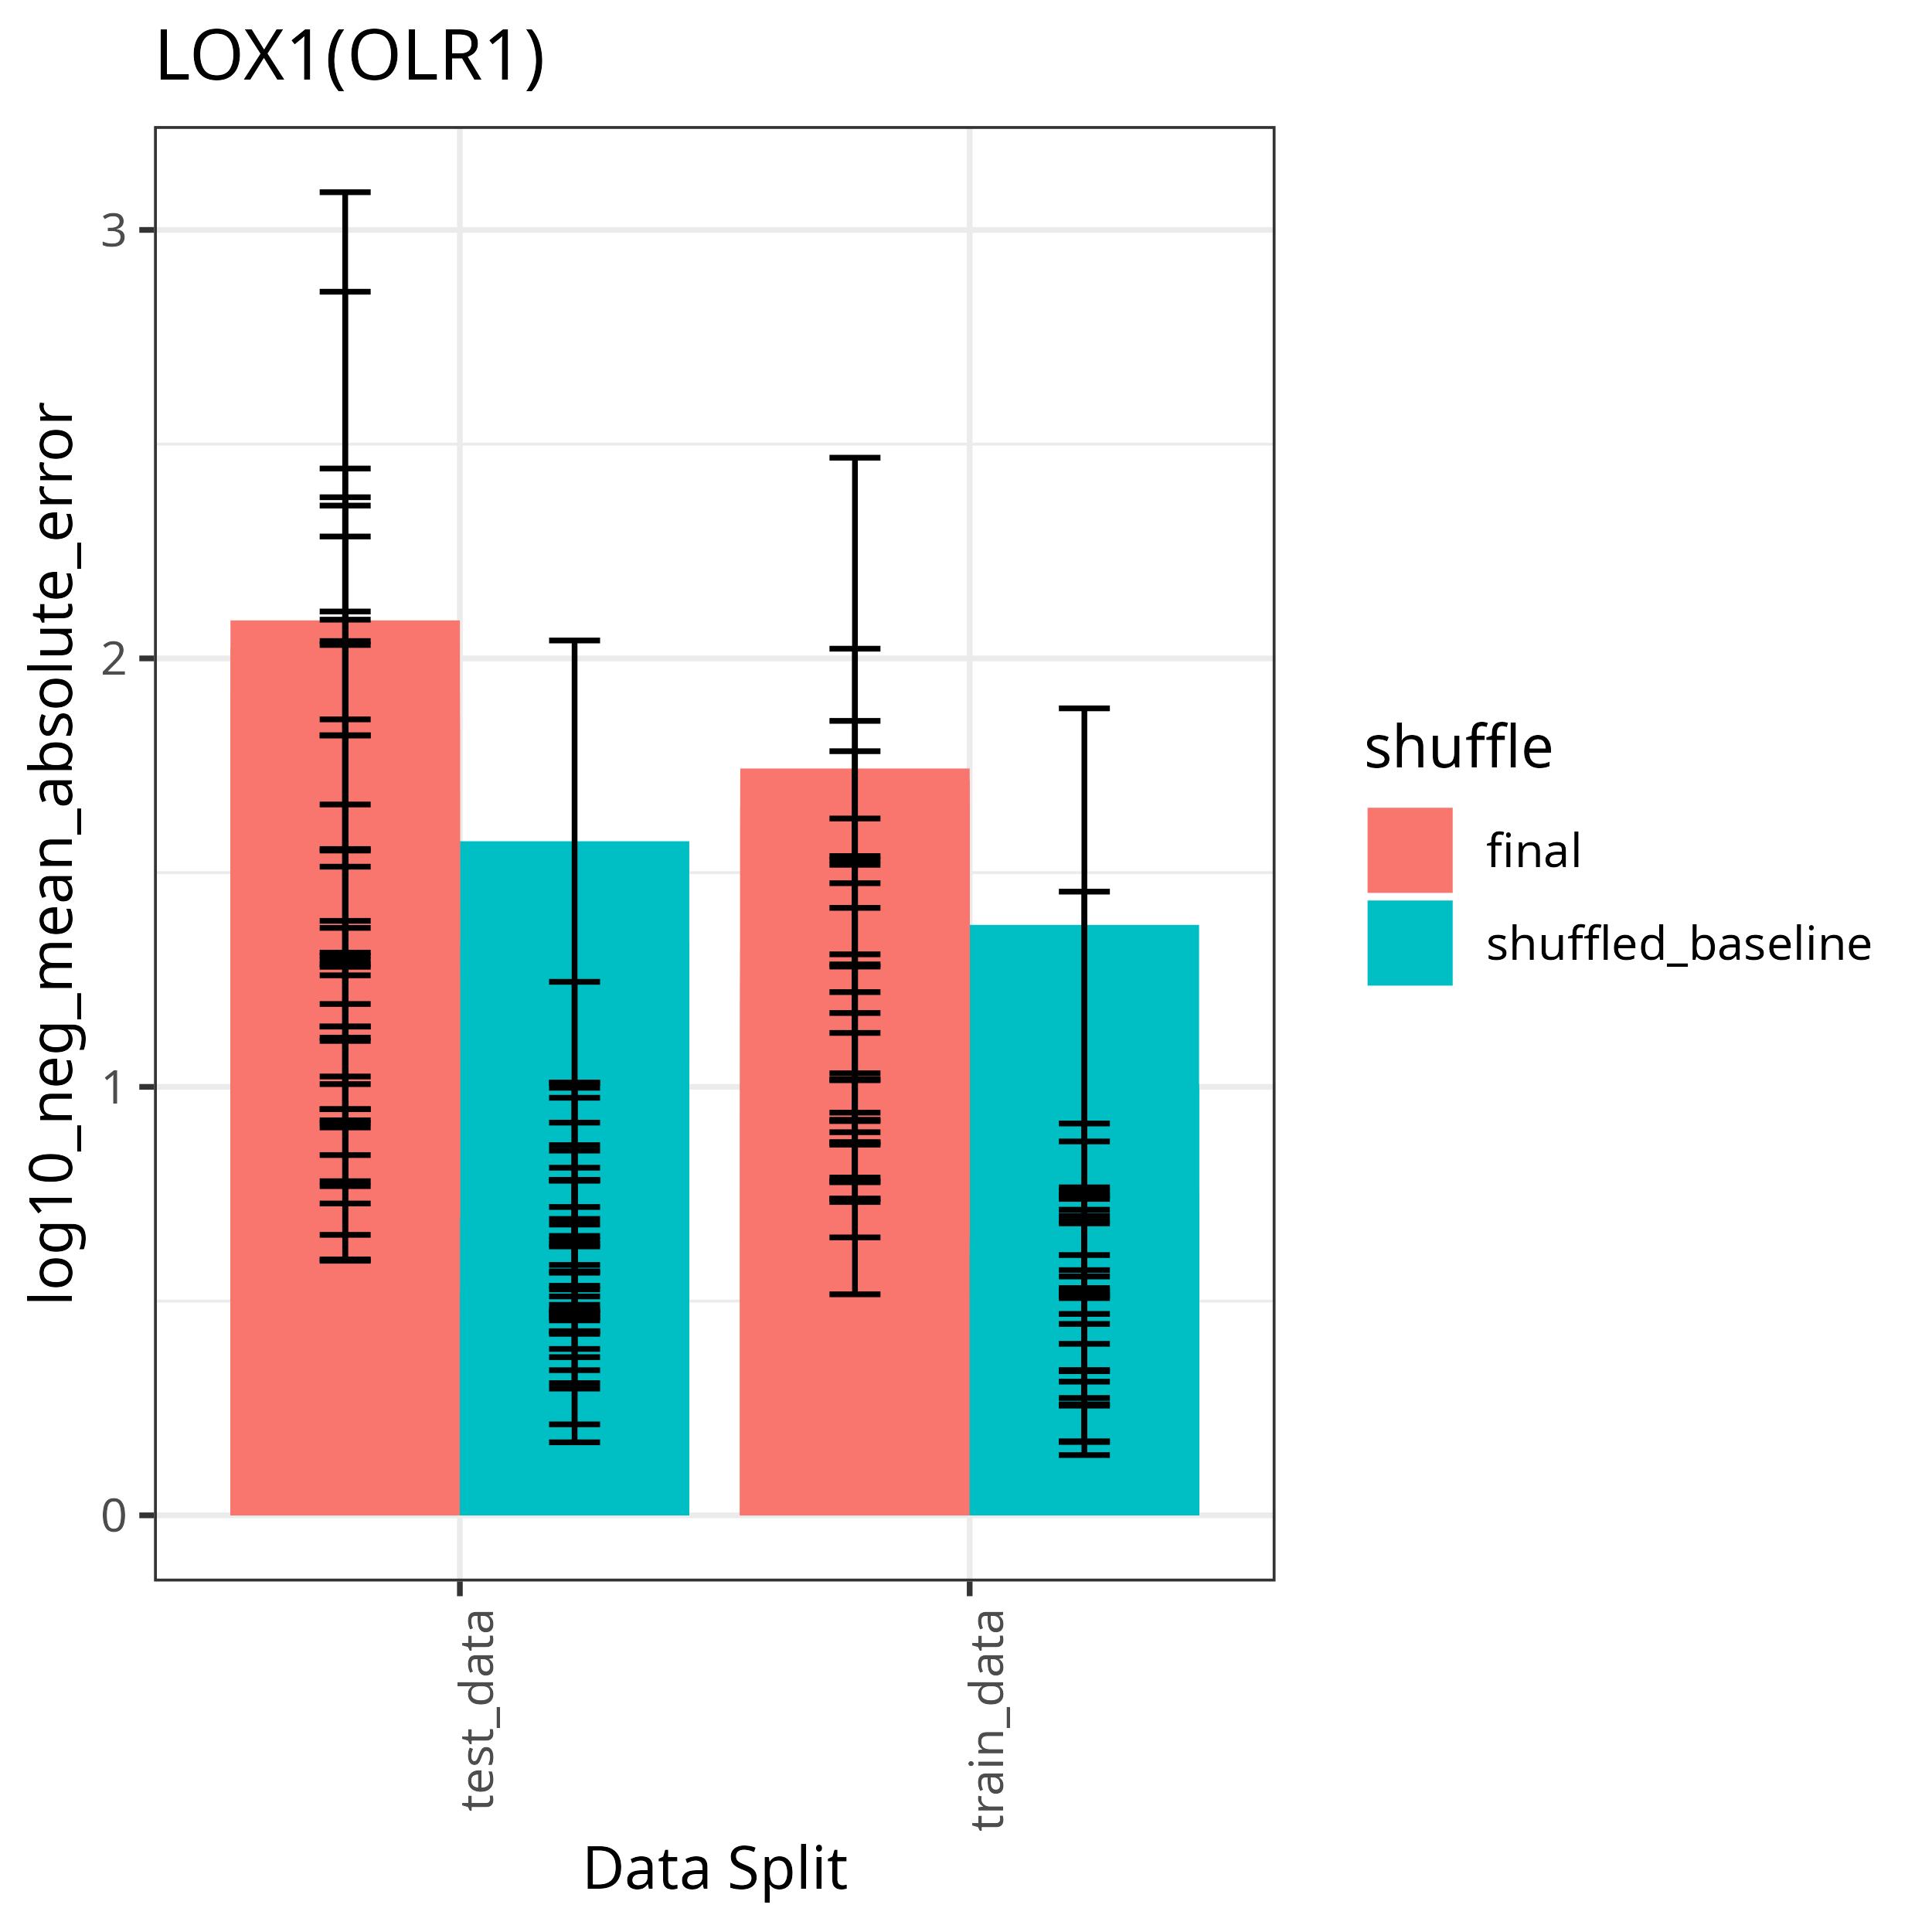 LOX1(OLR1)
log10_neg_mean_absolute_error
3
2
1
0
test_data
train_data
Data Split
shuffle
final
shuffled_baseline